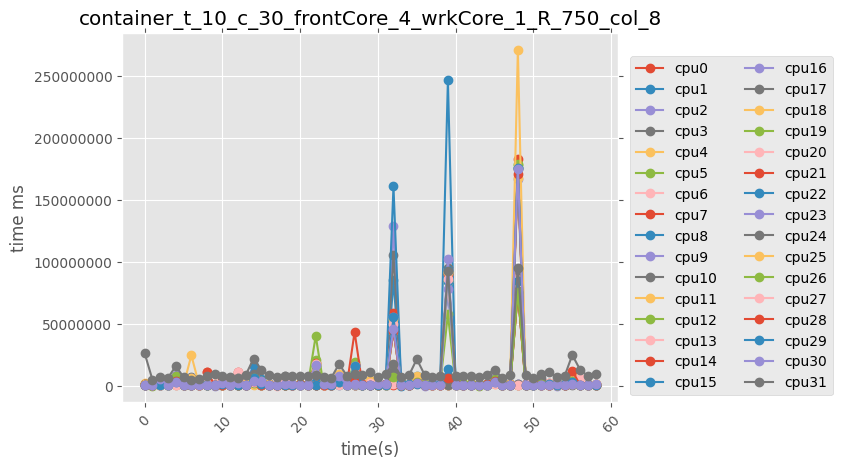 container_t_10_c_30_frontCore_4_wrkCore_1_R_750_col_8
time ms
250000000
200000000
150000000
100000000
50000000
0
0
10
20
30
40
50
60
time(s)
cpu0
cpu1
cpu2
cpu3
cpu4
cpu5
cpu6
cpu7
cpu8
cpu9
cpu10
cpu11
cpu12
cpu13
cpu14
cpu15
cpu16
cpu17
cpu18
cpu19
cpu20
cpu21
cpu22
cpu23
cpu24
cpu25
cpu26
cpu27
cpu28
cpu29
cpu30
cpu31